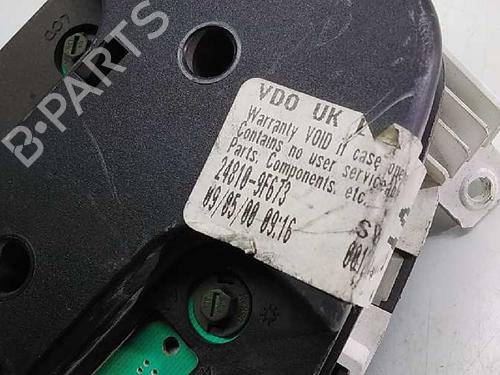 B-PARTS
VDO UK
Warranty VOID if case
Contains no user
Parts, Components, etc.
24810-9F673
09/05/00 09:16